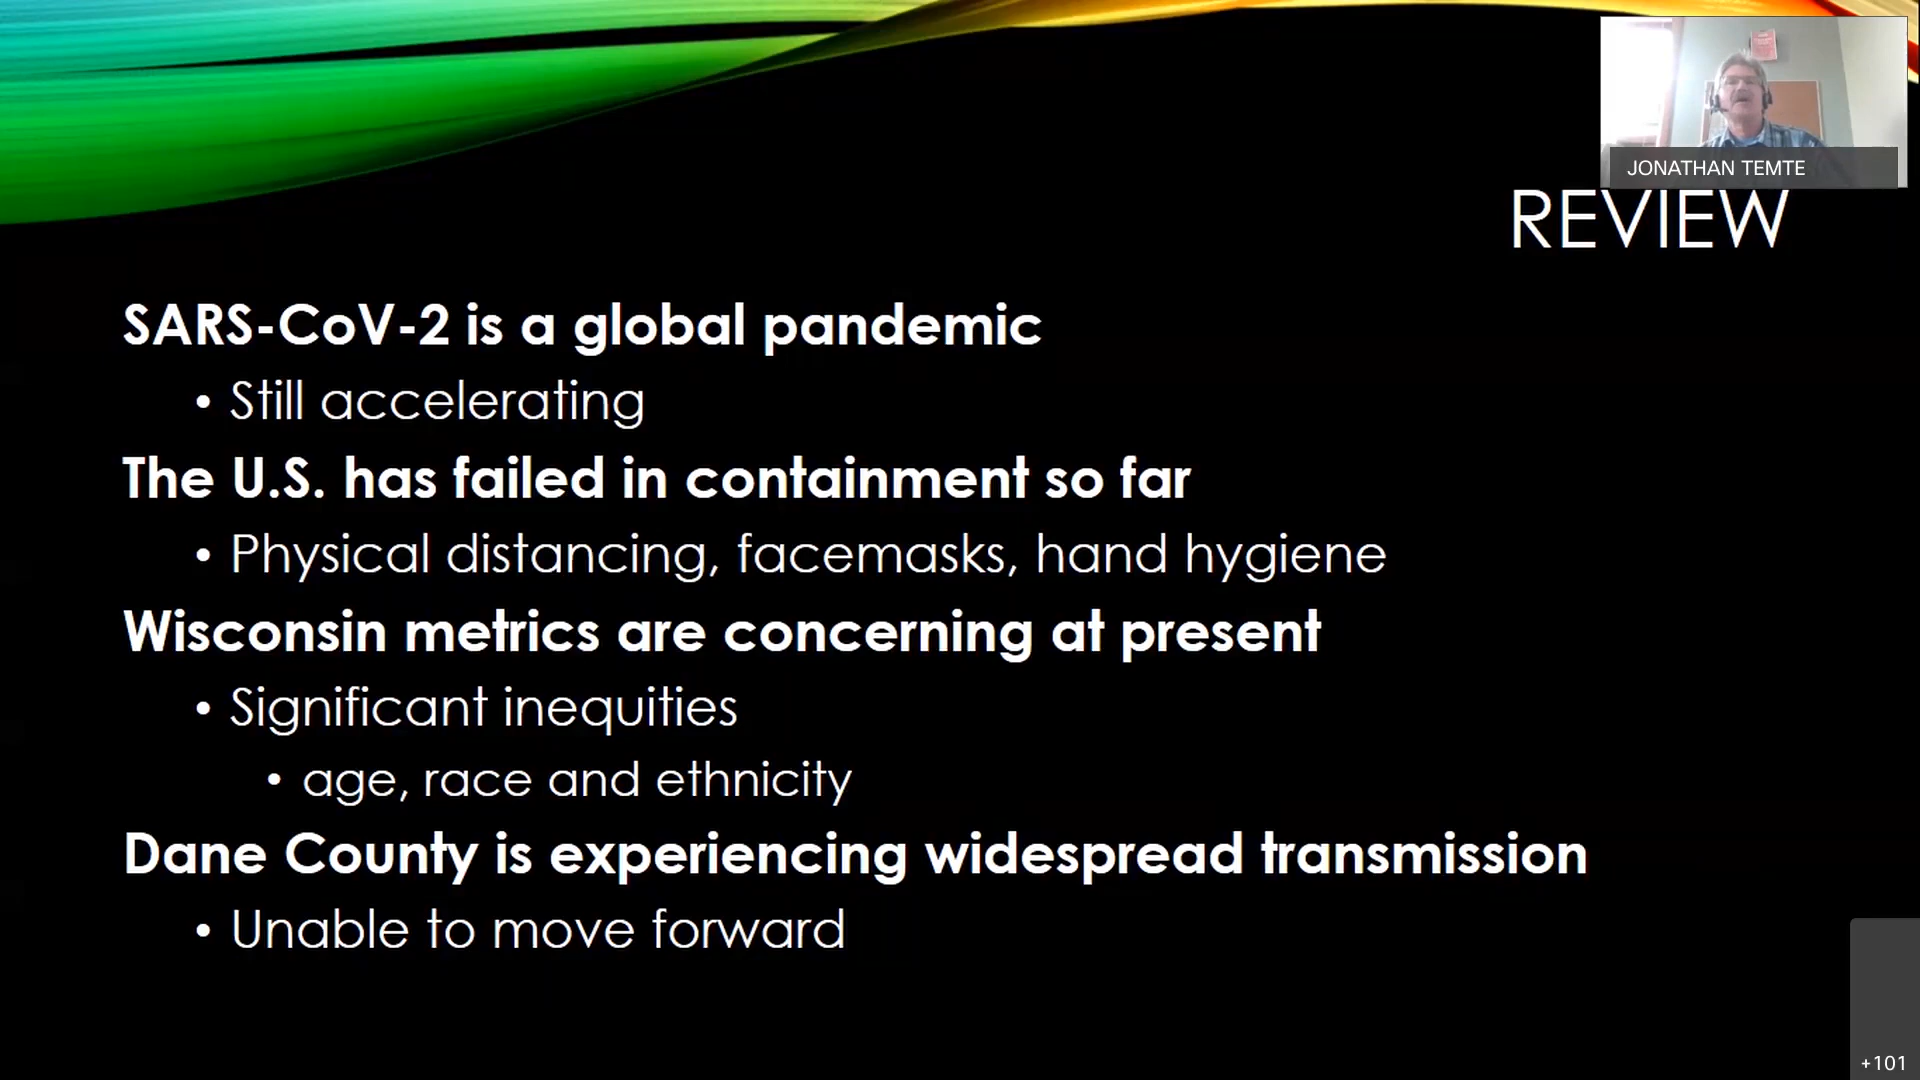 JONATHAN TEMTE
REVIEW
SARS-CoV-2 is a global pandemic
• Still accelerating
The U.S. has failed in containment so far
• Physical distancing, facemasks, hand hygiene
Wisconsin metrics are concerning at present
• Significant inequities
• age, race and ethnicity
Dane County is experiencing widespread transmission
• Unable to move forward
+101